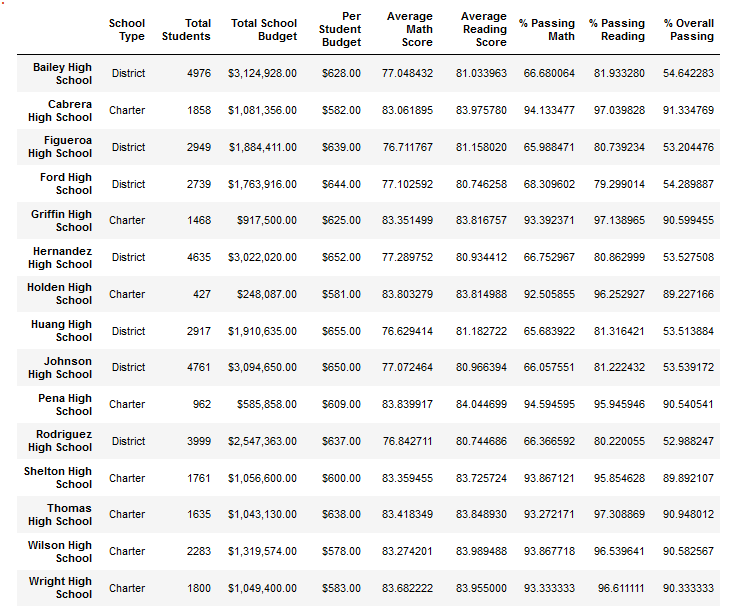 School Type Total Students Total School Budget Per Student Budget Average Math Score Average Reading Score % Passing Math % Passing Reading % Overall Passing
Bailey High School District 4976 $3,124,928.00 $628.00 77.048432 81.033963 66.680064 81.933280 54.642283
Cabrera High School Charter 1858 $1,081,356.00 $582.00 83.061895 83.975780 94.133477 97.039828 91.334769
Figueroa High School District 2949 $1,884,411.00 $639.00 76.711767 81.158020 65.988471 80.739234 53.204476
Ford High School District 2739 $1,763,916.00 $644.00 77.102592 80.746258 68.309602 79.299014 54.289887
Griffin High School Charter 1468 $917,500.00 $625.00 83.351499 83.816757 93.392371 97.138965 90.599455
Hernandez High School District 4635 $3,022,020.00 $652.00 77.289752 80.934412 66.752967 80.862999 53.527508
Holden High School Charter 427 $248,087.00 $581.00 83.803279 83.814988 92.505855 96.252927 89.227166
Huang High School District 2917 $1,910,635.00 $655.00 76.629414 81.182722 65.683922 81.316421 53.513884
Johnson High School District 4761 $3,094,650.00 $650.00 77.072464 80.966394 66.057551 81.222432 53.539172
Pena High School Charter 962 $585,858.00 $609.00 83.839917 84.044699 94.594595 95.945946 90.540541
Rodriguez High School District 3999 $2,547,363.00 $637.00 76.842711 80.744686 66.366592 80.220055 52.988247
Shelton High School Charter 1761 $1,056,600.00 $600.00 83.359455 83.725724 93.867121 95.854628 89.892107
Thomas High School Charter 1635 $1,043,130.00 $638.00 83.418349 83.848930 93.272171 97.308869 90.948012
Wilson High School Charter 2283 $1,319,574.00 $578.00 83.274201 83.989488 93.867718 96.539641 90.582567
Wright High School Charter 1800 $1,049,400.00 $583.00 83.682222 83.955000 93.333333 96.611111 90.333333